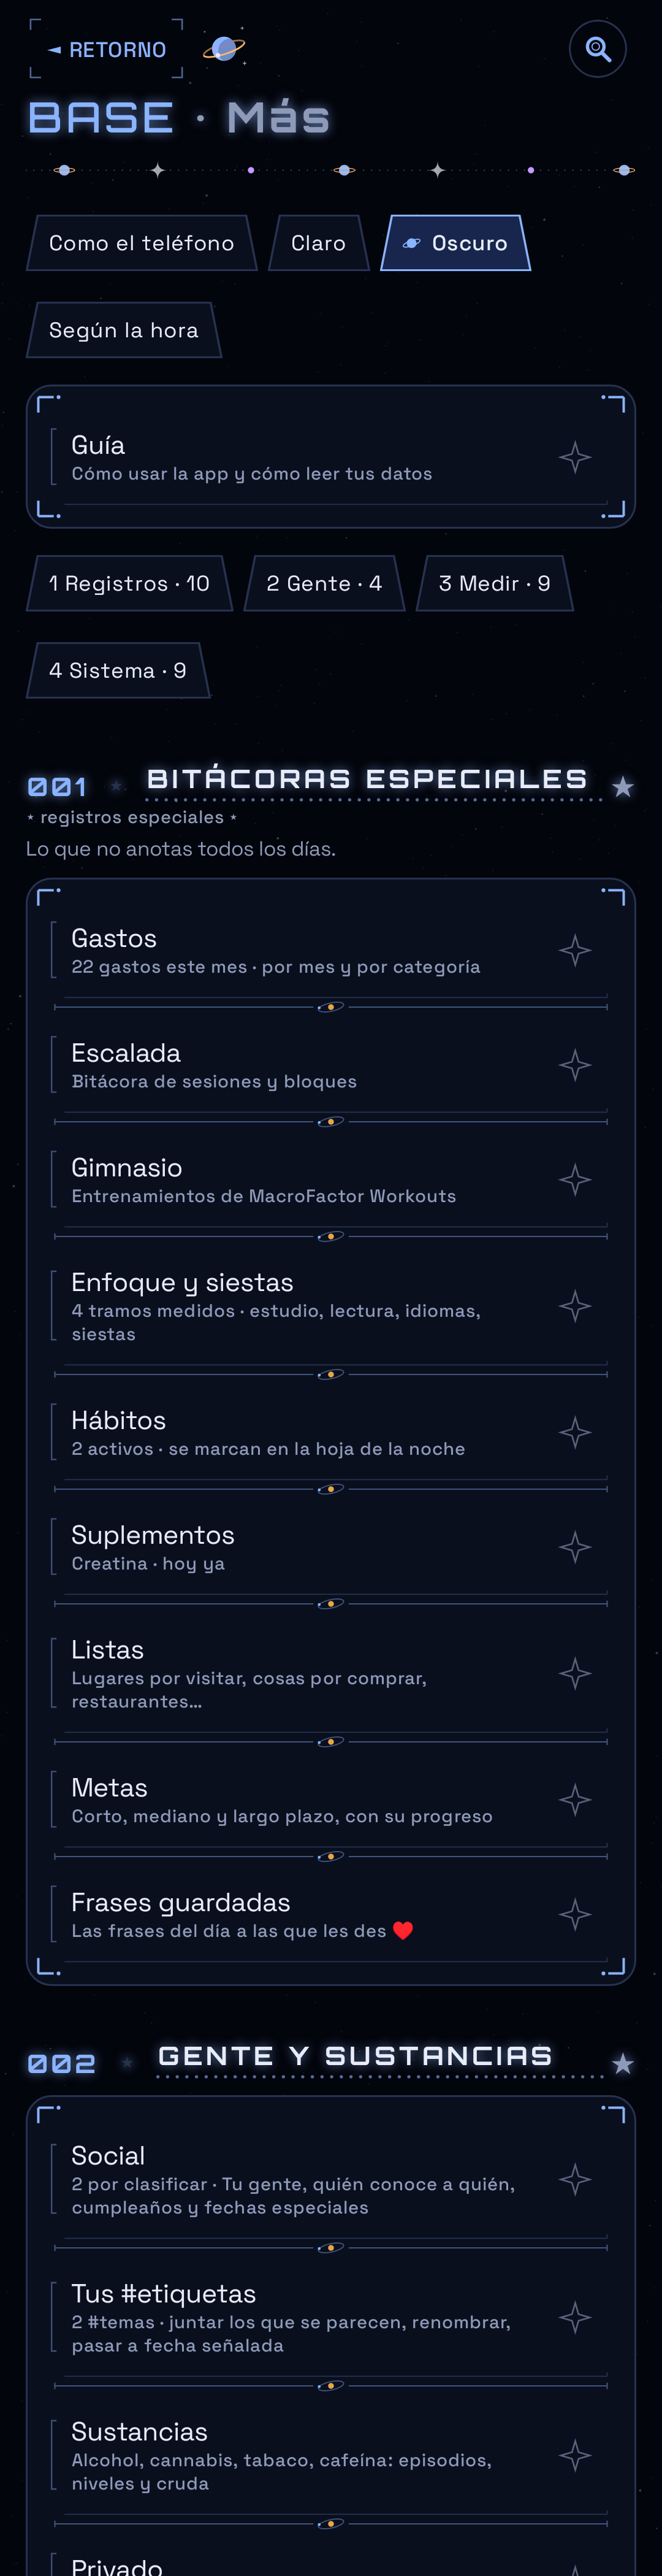 ◄ RETORNO
BASE · Más
Como el teléfono
Claro
Oscuro
Según la hora
Guía
Cómo usar la app y cómo leer tus datos
1 Registros · 10
2 Gente · 4
3 Medir · 9
4 Sistema · 9
001 BITÁCORAS ESPECIALES
⋆ registros especiales ⋆
Lo que no anotas todos los días.
Gastos
22 gastos este mes · por mes y por categoría
Escalada
Bitácora de sesiones y bloques
Gimnasio
Entrenamientos de MacroFactor Workouts
Enfoque y siestas
4 tramos medidos · estudio, lectura, idiomas,
siestas
Hábitos
2 activos · se marcan en la hoja de la noche
Suplementos
Creatina · hoy ya
Listas
Lugares por visitar, cosas por comprar,
restaurantes...
Metas
Corto, mediano y largo plazo, con su progreso
Frases guardadas
Las frases del día a las que les des ❤️
002 GENTE Y SUSTANCIAS
Social
2 por clasificar · Tu gente, quién conoce a quién,
cumpleaños y fechas especiales
Tus #etiquetas
2 #temas · juntar los que se parecen, renombrar,
pasar a fecha señalada
Sustancias
Alcohol, cannabis, tabaco, cafeína: episodios,
niveles y cruda
Privado